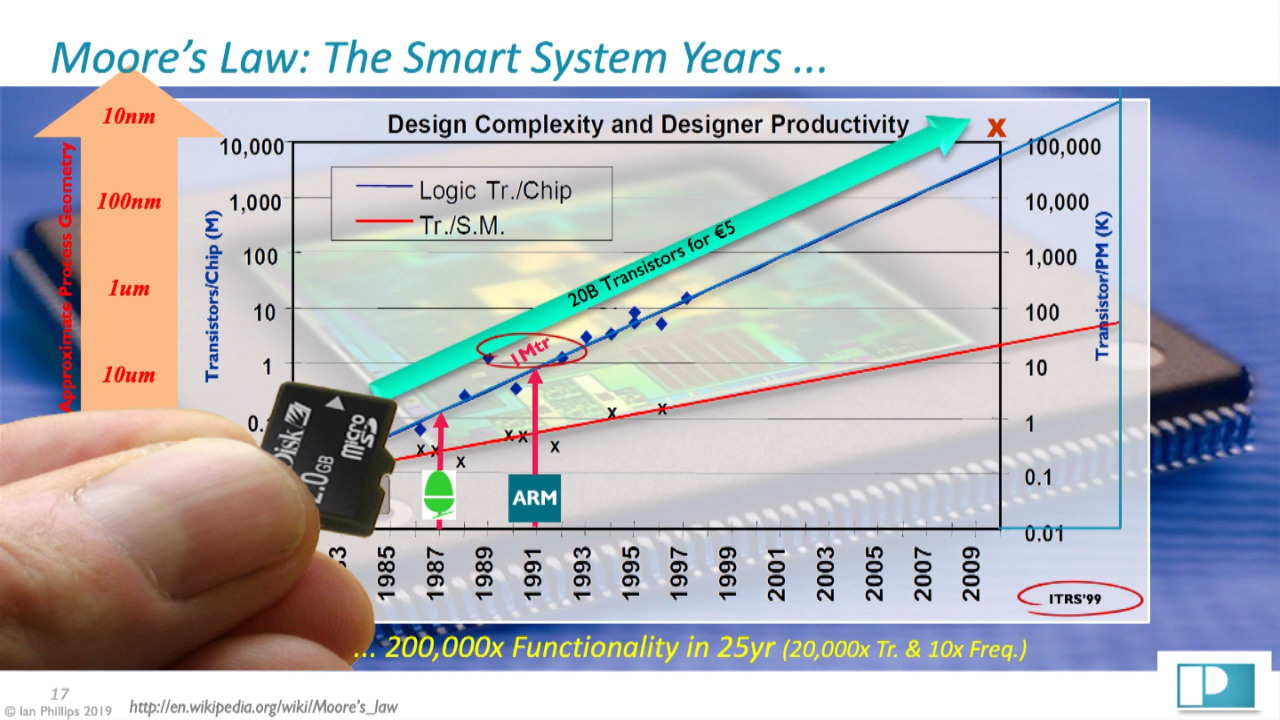 Moore's Law: The Smart System Years ...
10nm
100nm
1um
10um
Approximate Process Geometry
Design Complexity and Designer Productivity
X
Logic Tr./Chip
Tr./S.M.
Transistors/Chip (M)
10,000
1,000
100
10
1
0.
20B Transistors for €5
1Mtr
100,000
10,000
1,000
100
10
1
0.1
0.01
Transistor/PM (K)
x x x x x x x x
ARM
Disk
2.0GB
micro
83 1985 1987 1989 1991 1993 1995 1997 1999 2001 2003 2005 2007 2009
ITRS'99
... 200,000x Functionality in 25yr (20,000x Tr. & 10x Freq.)
17
© Ian Phillips 2019
http://en.wikipedia.org/wiki/Moore's_law
P